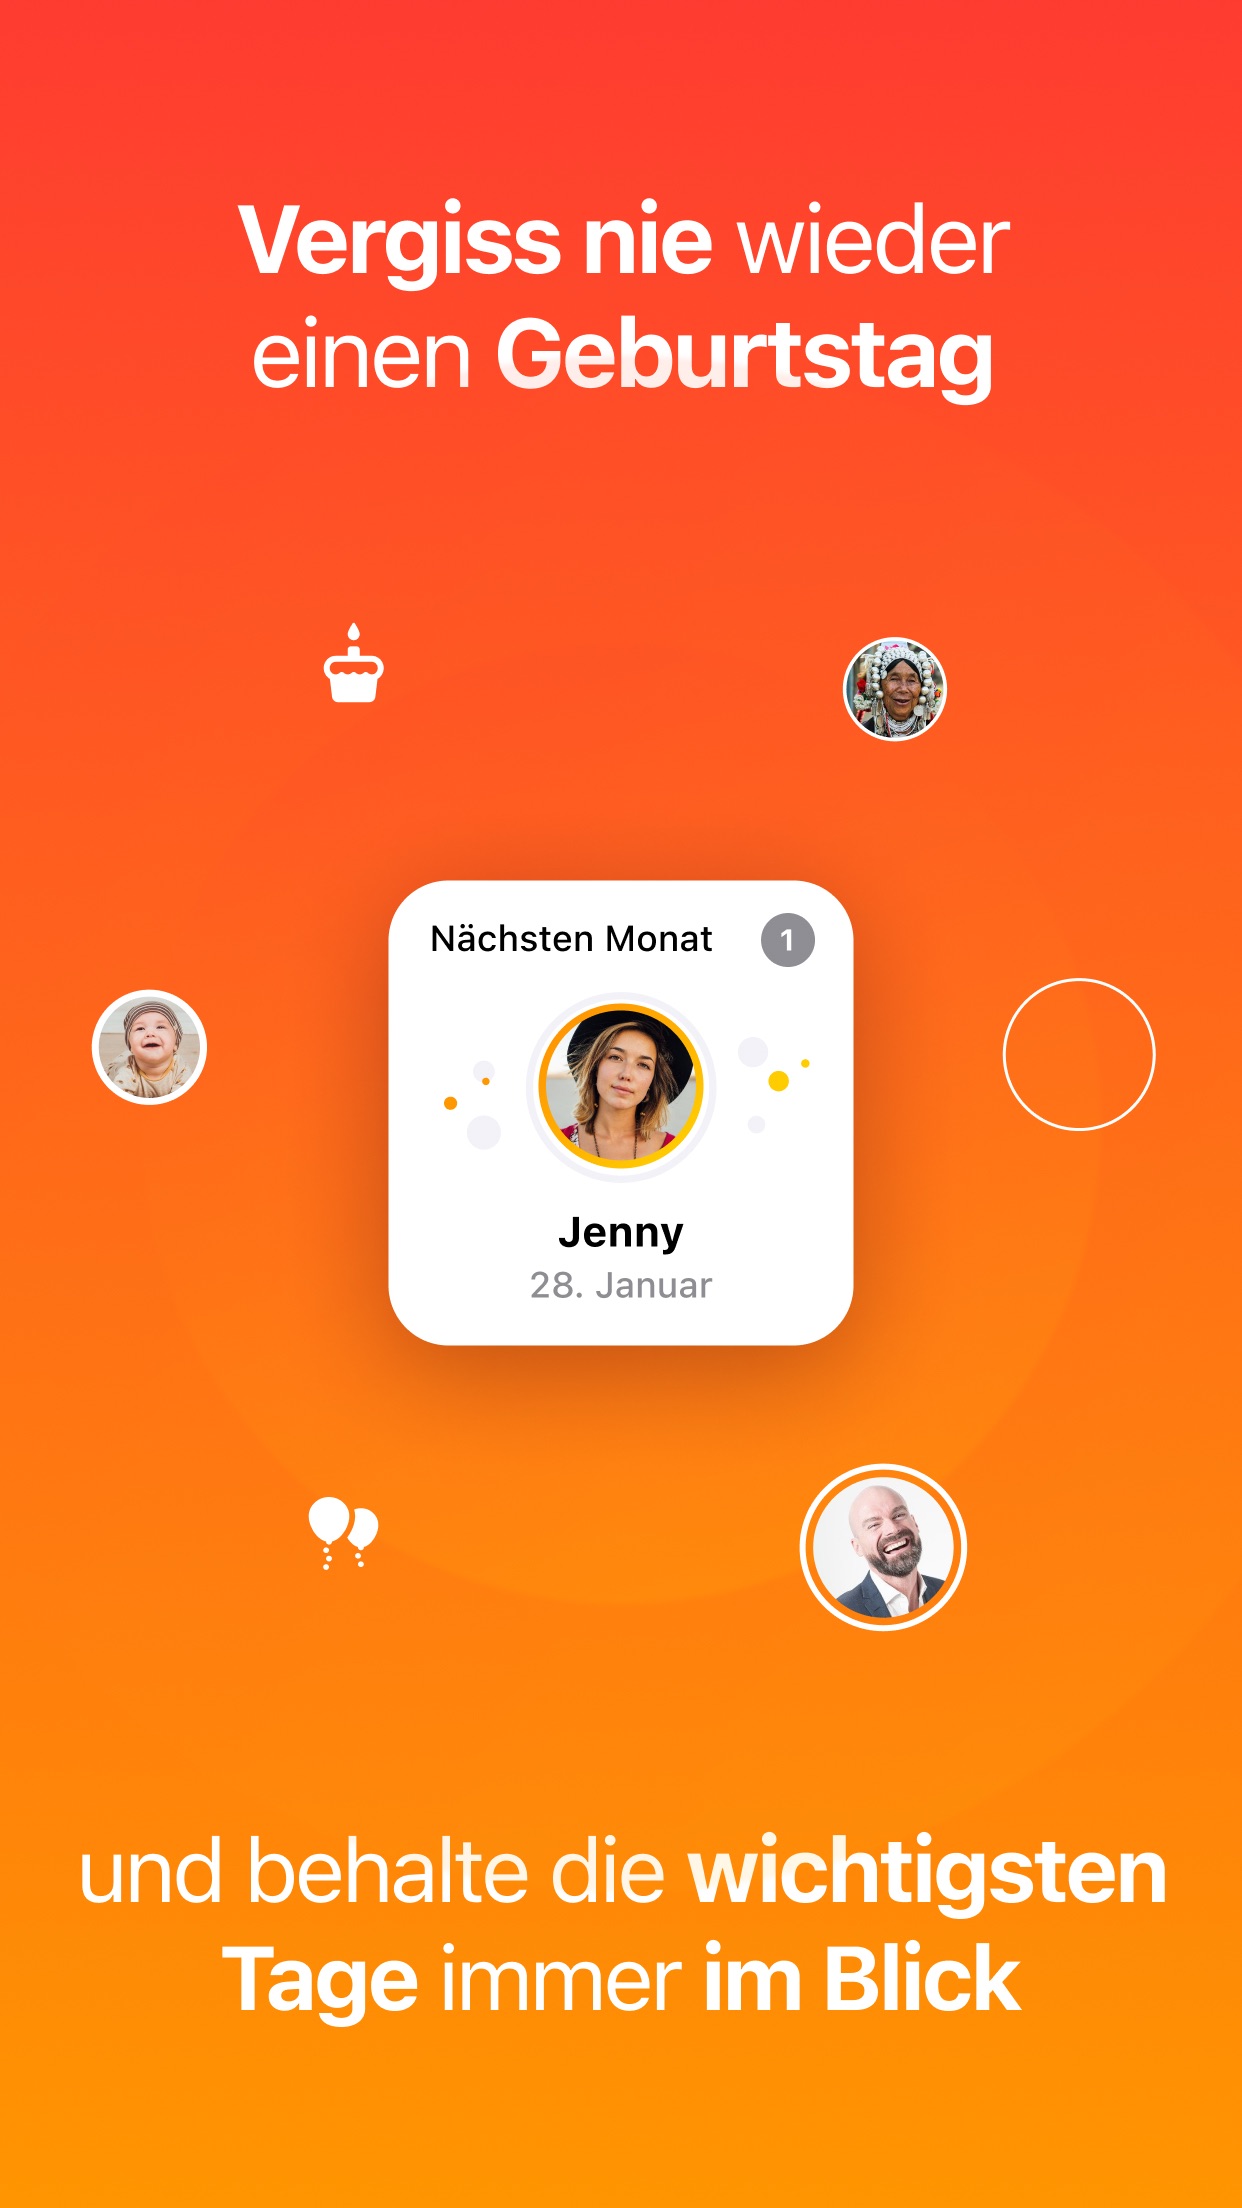 Vergiss nie wieder
einen Geburtstag
Nächsten Monat 1
Jenny
28. Januar
und behalte die wichtigsten
Tage immer im Blick